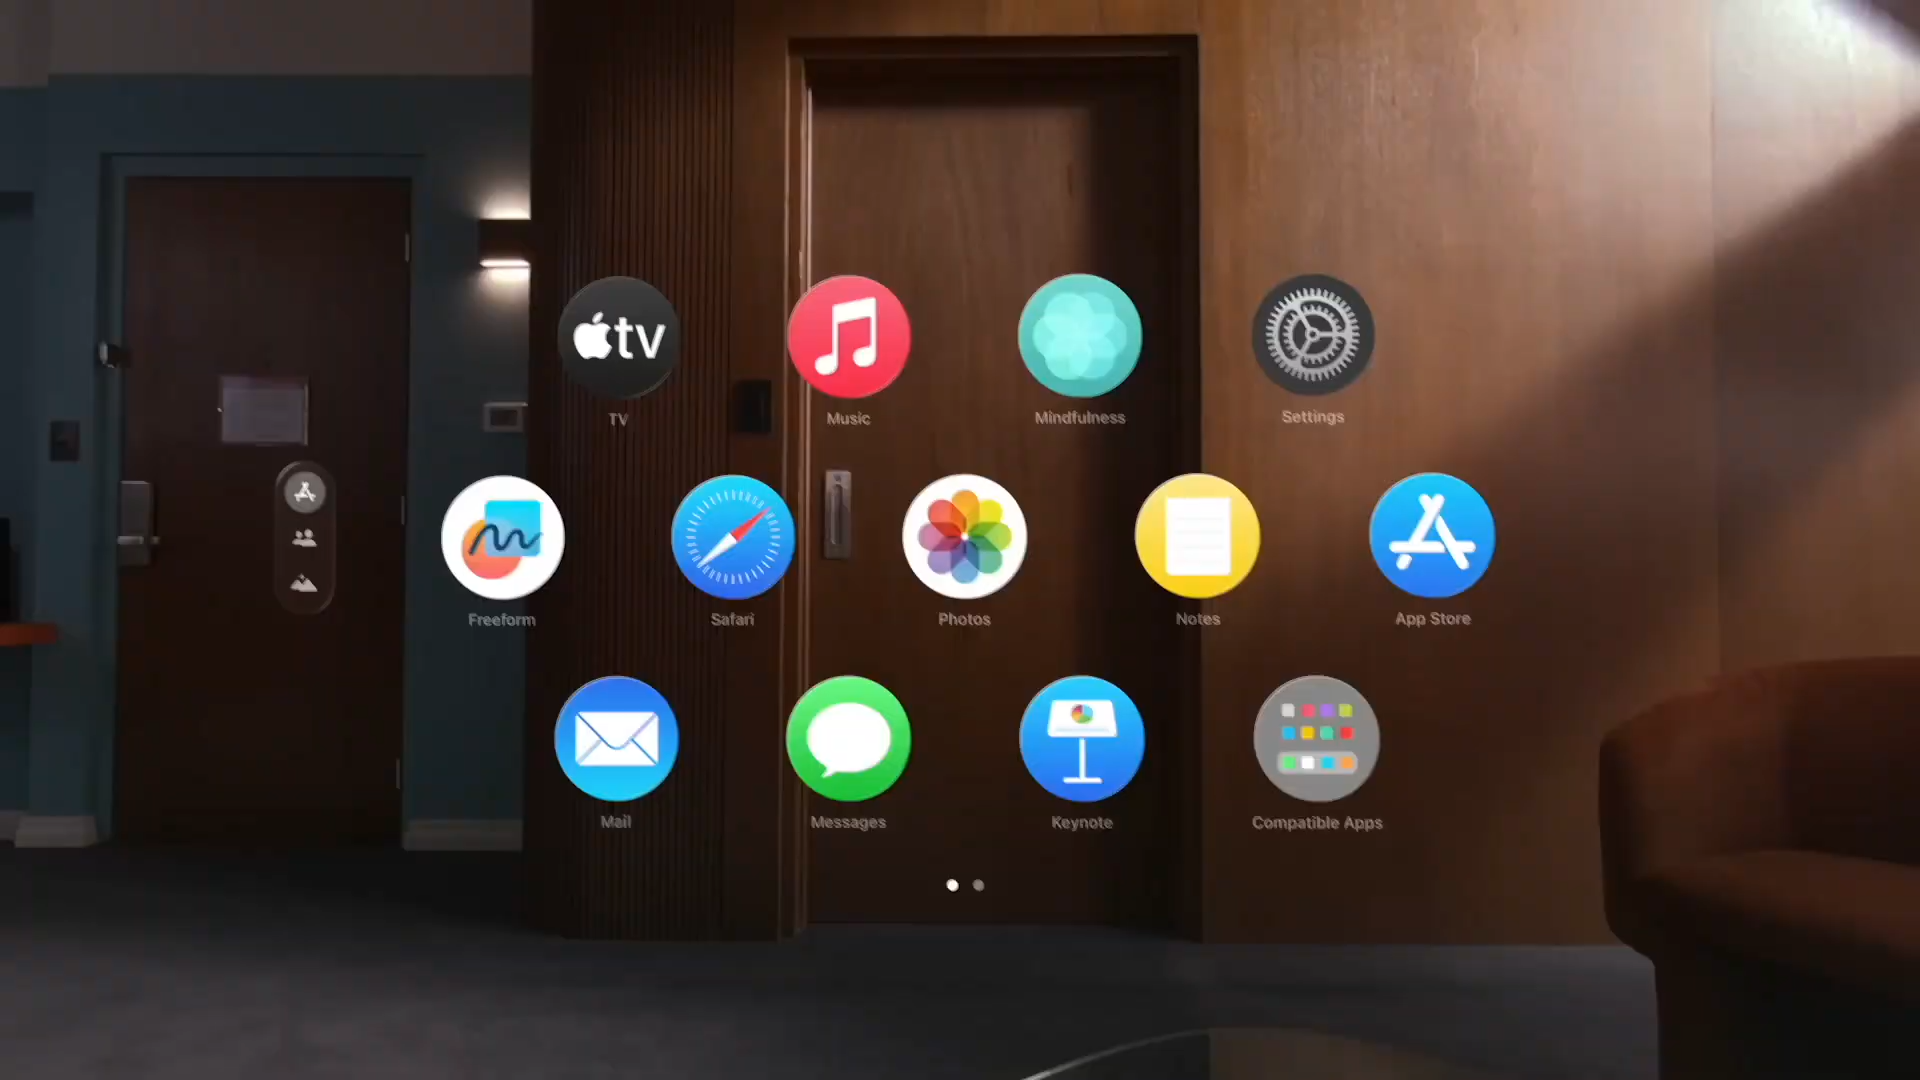 tv
TV
Music
Mindfulness
Settings
Freeform
Safari
Photos
Notes
App Store
Mail
Messages
Keynote
Compatible Apps